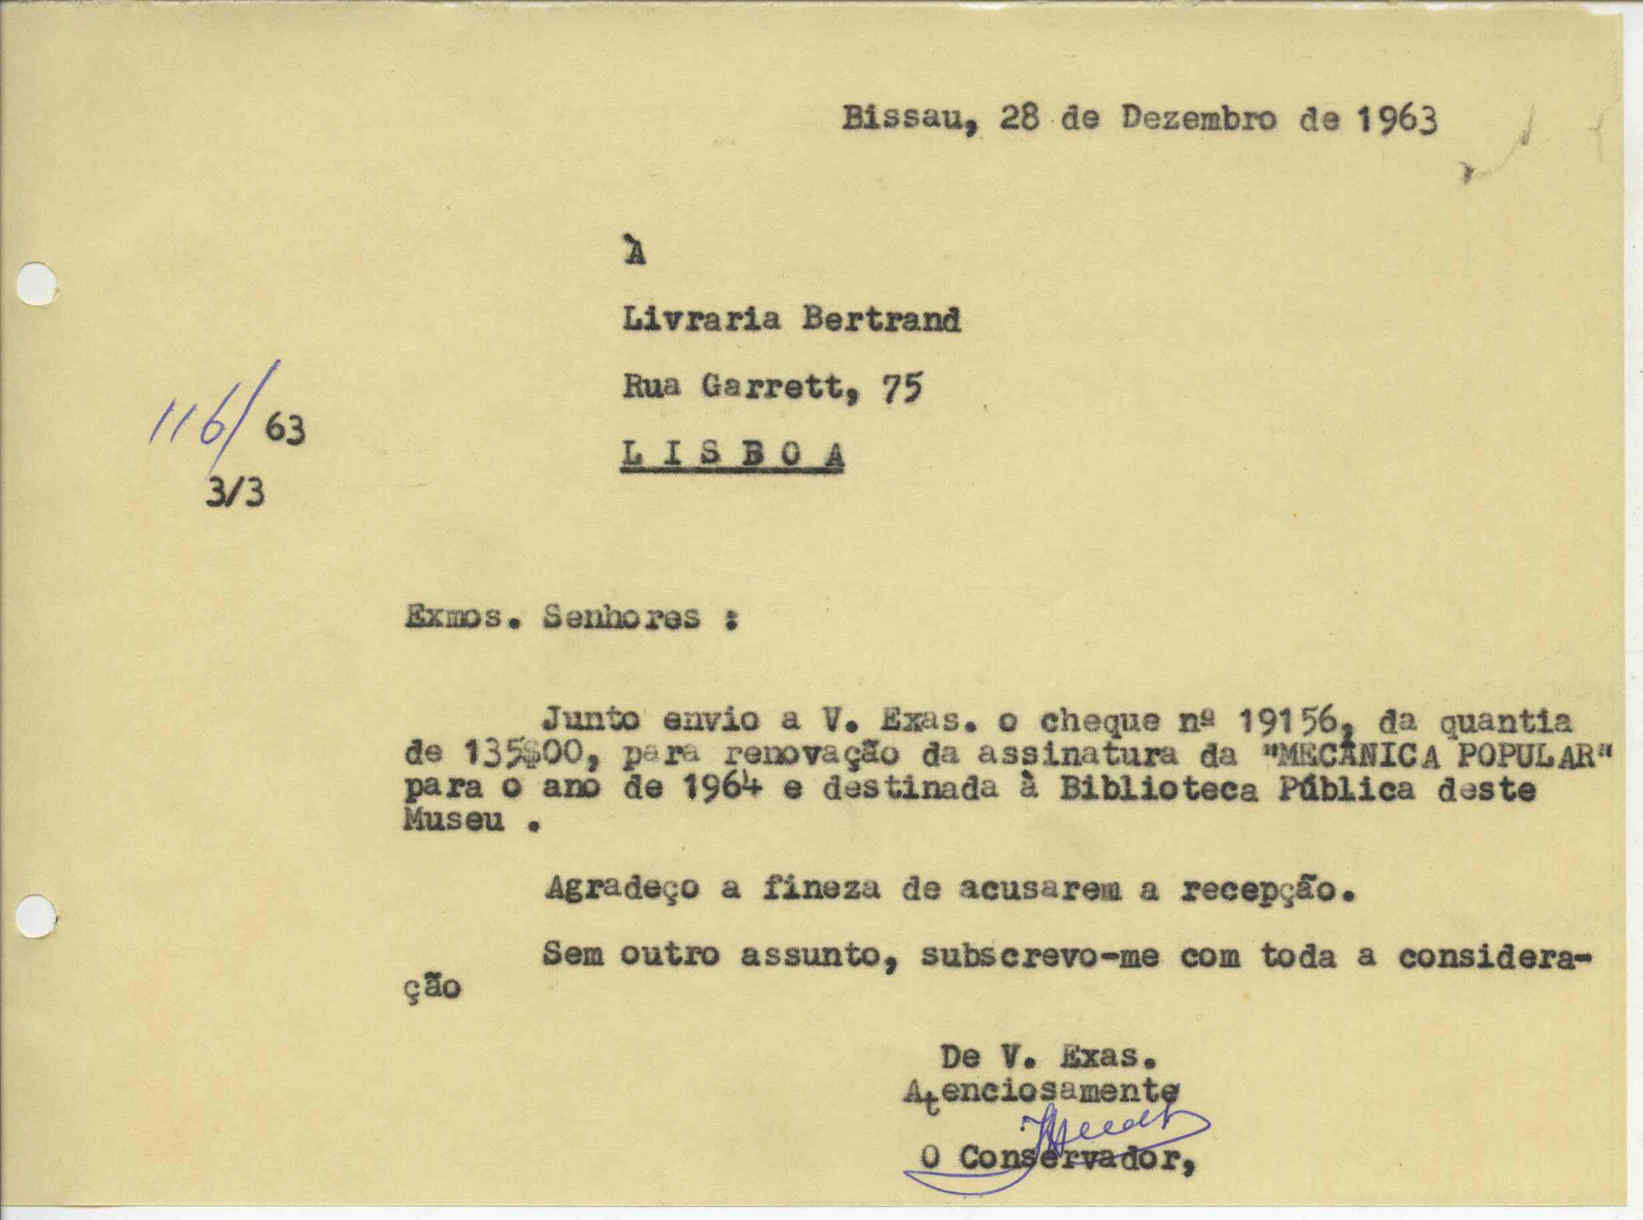 Bissau, 28 de Dezembro de 1963
À
Livraria Bertrand
Rua Garrett, 75
LISBOA
116/63
3/3
Exmos. Senhores :
Junto envio a V. Exas. o cheque nº 19156, da quantia
de 135$00, para renovação da assinatura da "MECÂNICA POPULAR"
para o ano de 1964 e destinada à Biblioteca Pública deste
Museu .
Agradeço a fineza de acusarem a recepção.
Sem outro assunto, subscrevo-me com toda a considera-
ção
De V. Exas.
Atenciosamente
O Conservador,